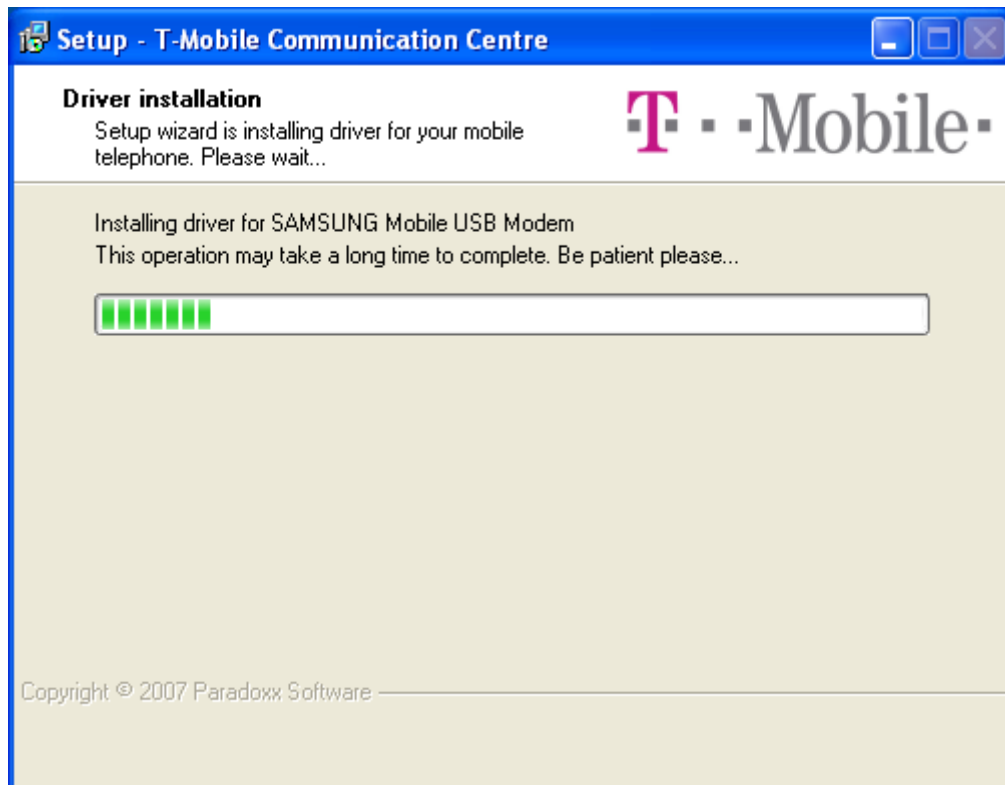 Setup - T-Mobile Communication Centre
Driver installation
Setup wizard is installing driver for your mobile
telephone. Please wait...
T··Mobile·
Installing driver for SAMSUNG Mobile USB Modem
This operation may take a long time to complete. Be patient please...
Copyright © 2007 Paradoxx Software